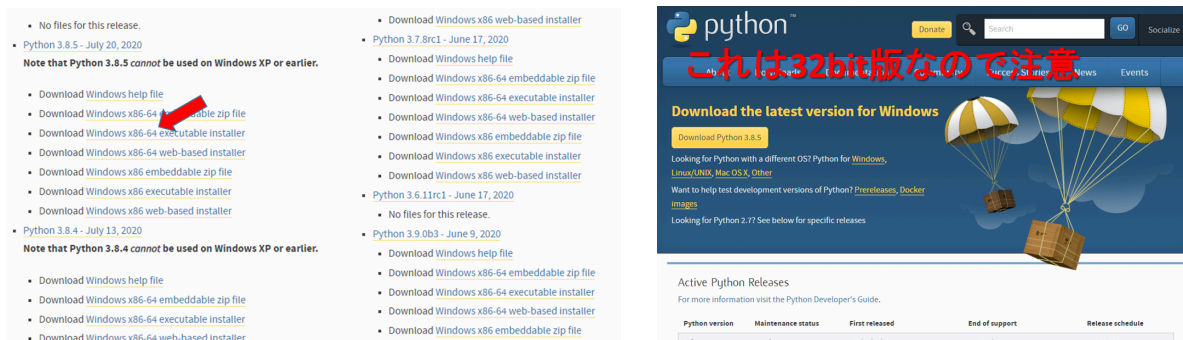 No files for this release.
Python 3.8.5 - July 20, 2020
Note that Python 3.8.5 cannot be used on Windows XP or earlier.
Download Windows help file
Download Windows x86-64 embeddable zip file
Download Windows x86-64 executable installer
Download Windows x86-64 web-based installer
Download Windows x86 embeddable zip file
Download Windows x86 executable installer
Download Windows x86 web-based installer
Python 3.8.4 - July 13, 2020
Note that Python 3.8.4 cannot be used on Windows XP or earlier.
Download Windows help file
Download Windows x86-64 embeddable zip file
Download Windows x86-64 executable installer
Download Windows x86-64 web-based installer
Download Windows x86 web-based installer
Python 3.7.8rc1 - June 17, 2020
Download Windows help file
Download Windows x86-64 embeddable zip file
Download Windows x86-64 executable installer
Download Windows x86-64 web-based installer
Download Windows x86 embeddable zip file
Download Windows x86 executable installer
Download Windows x86 web-based installer
Python 3.6.11rc1 - June 17, 2020
No files for this release.
Python 3.9.0b3 - June 9, 2020
Download Windows help file
Download Windows x86-64 embeddable zip file
Download Windows x86-64 executable installer
Download Windows x86-64 web-based installer
Download Windows x86 embeddable zip file
python™
Donate
Search
GO
Socialize
これは32bit版なので注意
News Events
Download the latest version for Windows
Download Python 3.8.5
Looking for Python with a different OS? Python for Windows,
Linux/UNIX, Mac OS X, Other
Want to help test development versions of Python? Prereleases, Docker
images
Looking for Python 2.7? See below for specific releases
Active Python Releases
For more information visit the Python Developer's Guide.
Python version Maintenance status First released End of support Release schedule